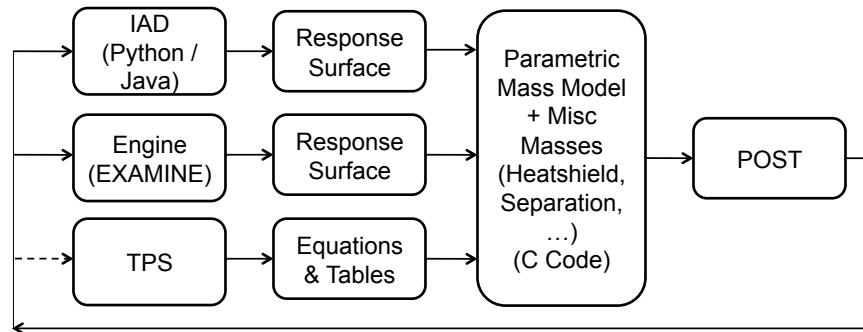 IAD
(Python /
Java)
Response
Surface
Engine
(EXAMINE)
Response
Surface
TPS
Equations
& Tables
Parametric
Mass Model
+ Misc
Masses
(Heatshield,
Separation,
…)
(C Code)
POST